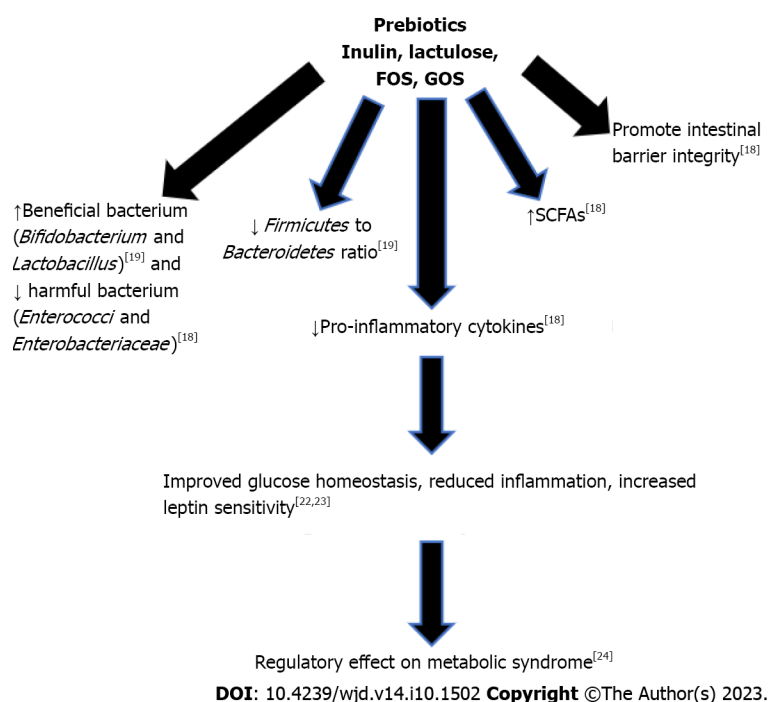 Prebiotics
Inulin, lactulose,
FOS, GOS
↑Beneficial bacterium
(Bifidobacterium and
Lactobacillus)[19] and
↓ harmful bacterium
(Enterococci and
Enterobacteriaceae)[18]
↓ Firmicutes to
Bacteroidetes ratio[19]
↓Pro-inflammatory cytokines[18]
↑SCFAs[18]
Promote intestinal
barrier integrity[18]
Improved glucose homeostasis, reduced inflammation, increased
leptin sensitivity[22,23]
Regulatory effect on metabolic syndrome[24]
DOI: 10.4239/wjd.v14.i10.1502 Copyright ©The Author(s) 2023.